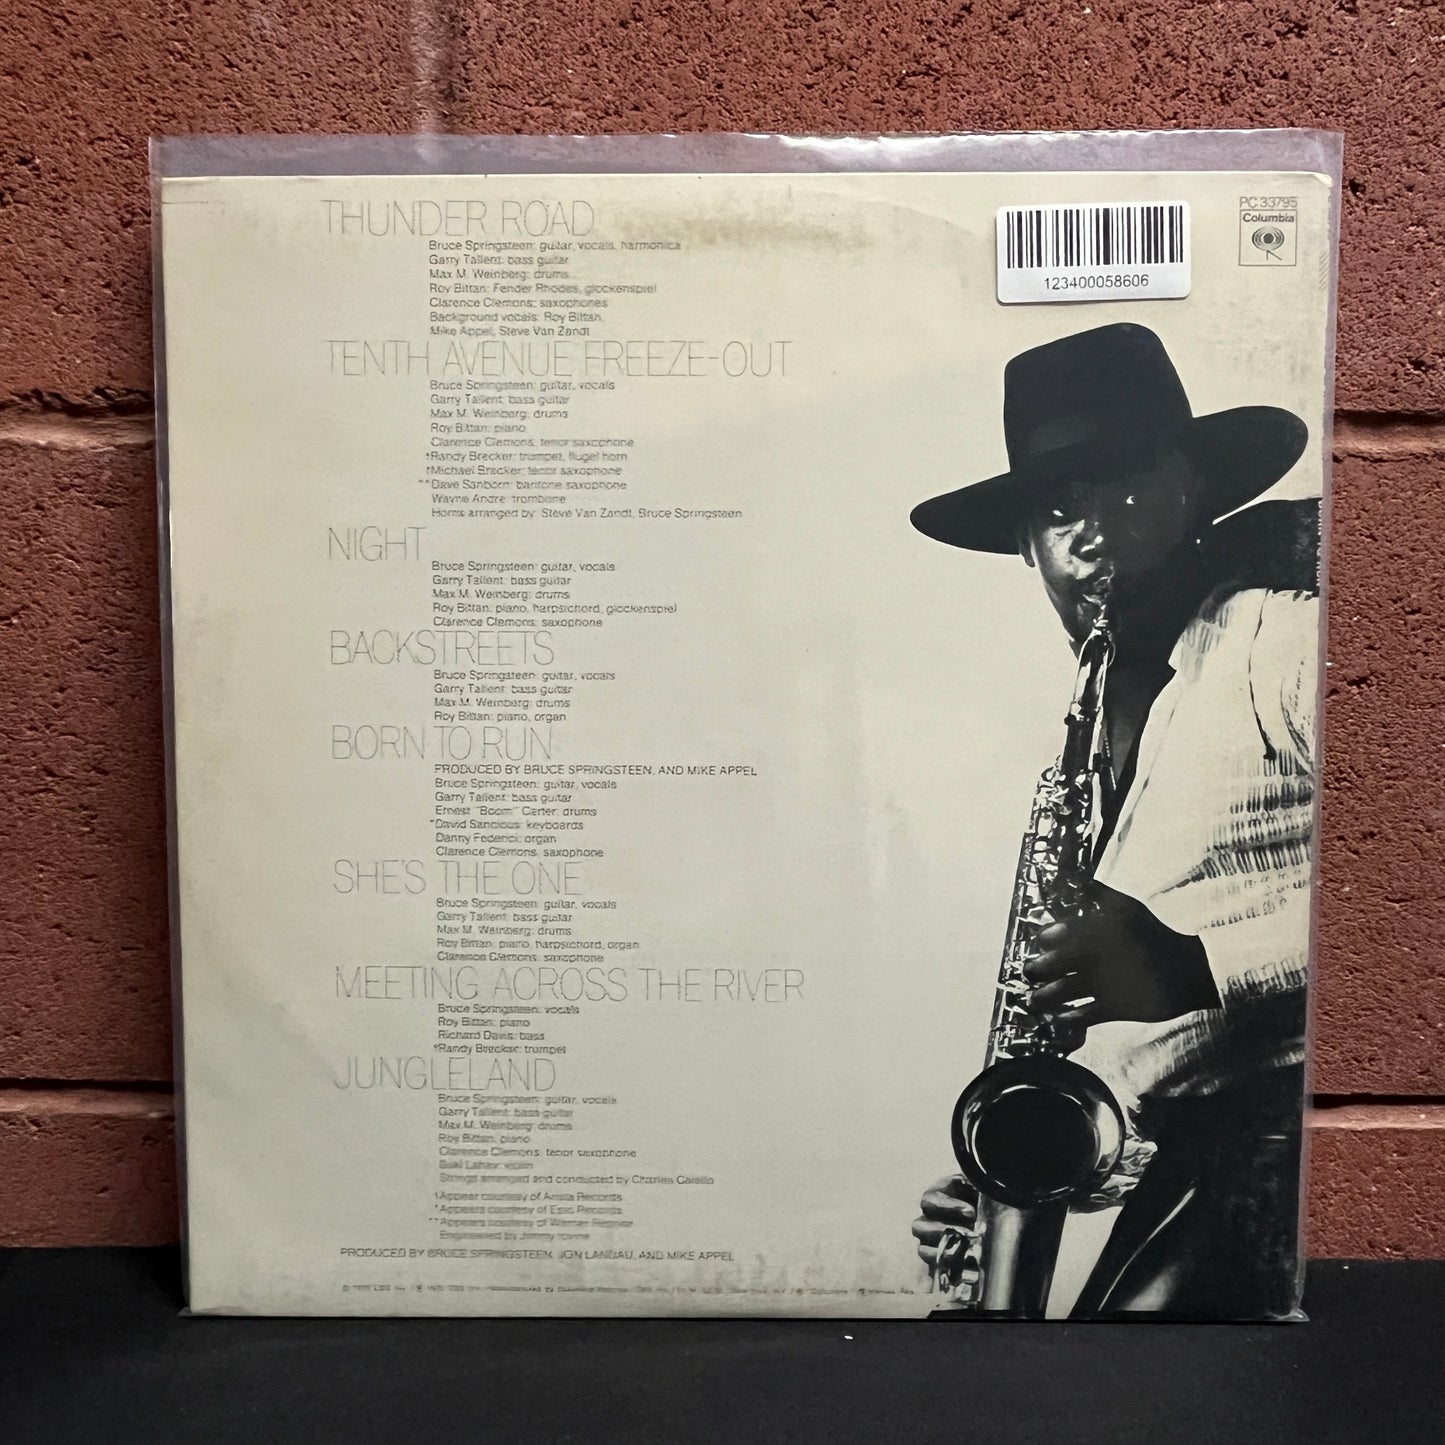 THUNDER ROAD
Bruce Springsteen: guitar, vocals, harmonica
Garry Tallent: bass guitar
Max M. Weinberg: drums
Roy Bittan: Fender Rhodes, glockenspiel
Clarence Clemons: saxophones
Background vocals: Roy Bittan,
Mike Appel, Steve Van Zandt
TENTH AVENUE FREEZE-OUT
Bruce Springsteen: guitar, vocals
Garry Tallent: bass guitar
Max M. Weinberg: drums
Roy Bittan: piano
Clarence Clemons: tenor saxophone
*Randy Brecker: trumpet, flugel horn
†Michael Brecker: tenor saxophone
**Dave Sanborn: baritone saxophone
Wayne Andre: trombone
Horns arranged by: Steve Van Zandt, Bruce Springsteen
NIGHT
Bruce Springsteen: guitar, vocals
Garry Tallent: bass guitar
Max M. Weinberg: drums
Roy Bittan: piano, harpsichord, glockenspiel
Clarence Clemons: saxophone
BACKSTREETS
Bruce Springsteen: guitar, vocals
Garry Tallent: bass guitar
Max M. Weinberg: drums
Roy Bittan: piano, organ
BORN TO RUN
PRODUCED BY BRUCE SPRINGSTEEN, AND MIKE APPEL
Bruce Springsteen: guitar, vocals
Garry Tallent: bass guitar
Ernest "Boom" Carter: drums
*David Sancious: keyboards
Danny Federici: organ
Clarence Clemons: saxophone
SHE'S THE ONE
Bruce Springsteen: guitar, vocals
Garry Tallent: bass guitar
Max M. Weinberg: drums
Roy Bittan: piano, harpsichord, organ
Clarence Clemons: saxophone
MEETING ACROSS THE RIVER
Bruce Springsteen: vocals
Roy Bittan: piano
Richard Davis: bass
*Randy Brecker: trumpet
JUNGLELAND
Bruce Springsteen: guitar, vocals
Garry Tallent: bass guitar
Max M. Weinberg: drums
Roy Bittan: piano
Clarence Clemons: tenor saxophone
Suki Lahav: violin
Strings arranged and conducted by Charles Calello
†Appear courtesy of Arista Records
*Appears courtesy of Epic Records
**Appears courtesy of Warner Reprise
Engineered by Jimmy Iovine
PRODUCED BY BRUCE SPRINGSTEEN, JON LANDAU, AND MIKE APPEL
123400058606
PC 33795
Columbia